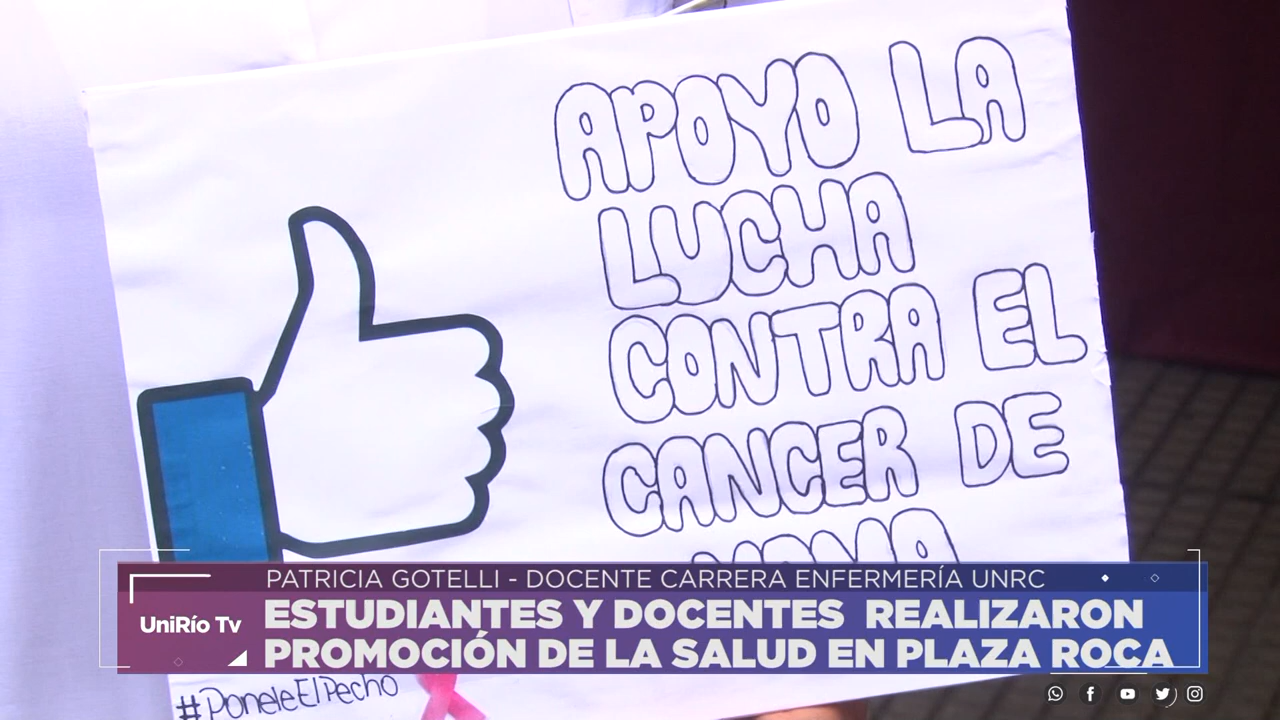 APOYO LA
LUCHA
CONTRA EL
CANCER DE
MAMA
PATRICIA GOTELLI - DOCENTE CARRERA ENFERMERÍA UNRC
UniRío Tv
ESTUDIANTES Y DOCENTES REALIZARON
PROMOCIÓN DE LA SALUD EN PLAZA ROCA
#PoneleElPecho